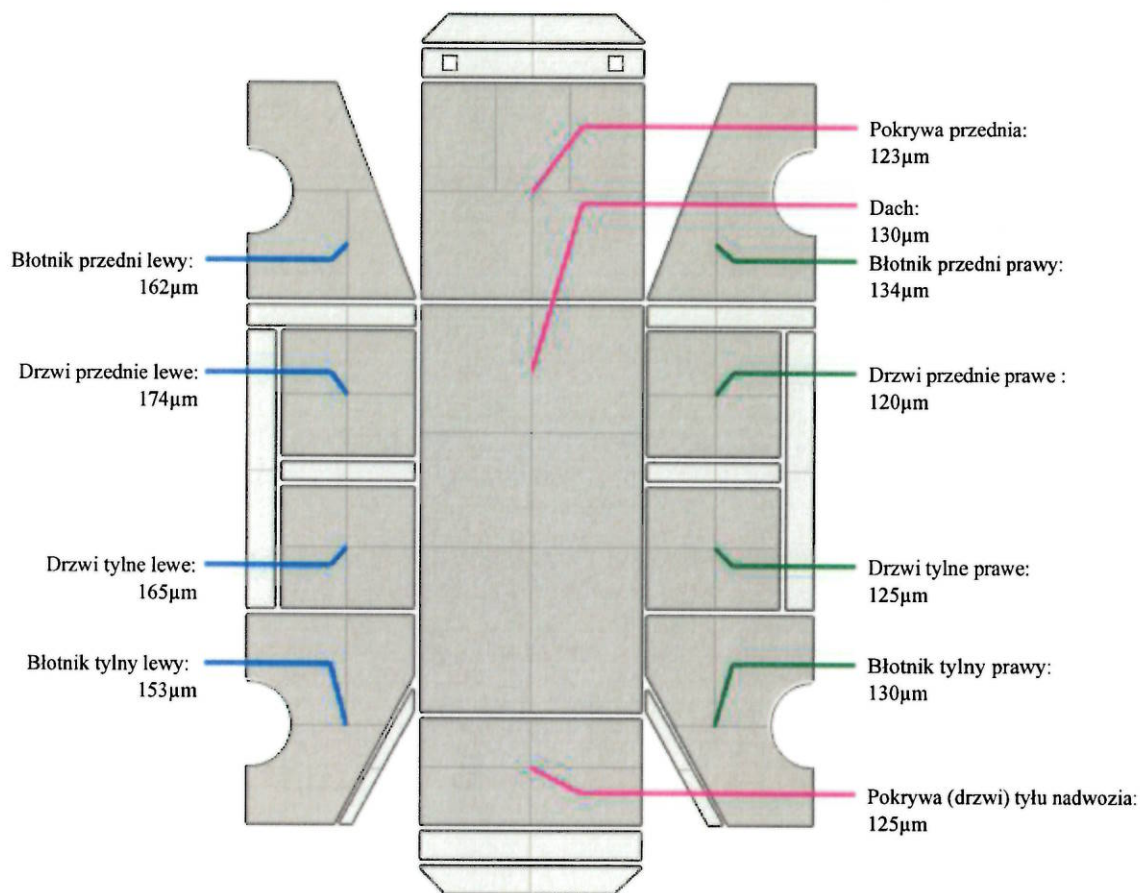 Pokrywa przednia:
123µm
Dach:
130µm
Błotnik przedni lewy:
162µm
Błotnik przedni prawy:
134µm
Drzwi przednie lewe:
174µm
Drzwi przednie prawe :
120µm
Drzwi tylne lewe:
165µm
Drzwi tylne prawe:
125µm
Błotnik tylny lewy:
153µm
Błotnik tylny prawy:
130µm
Pokrywa (drzwi) tyłu nadwozia:
125µm